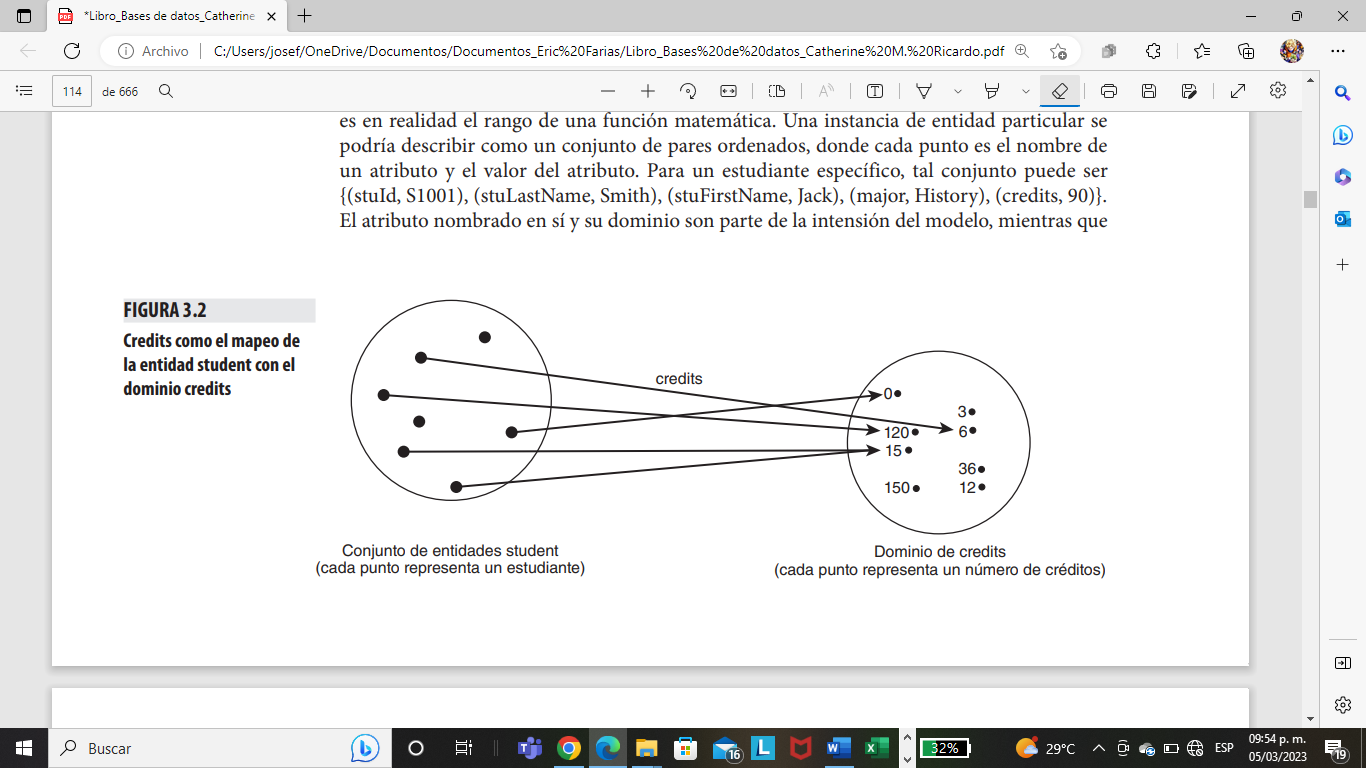 *Libro_Bases de datos_Catherine
Archivo
C:/Users/josef/OneDrive/Documentos/Documentos_Eric%20Farias/Libro_Bases%20de%20datos_Catherine%20M.%20Ricardo.pdf
114 de 666
es en realidad el rango de una función matemática. Una instancia de entidad particular se
podría describir como un conjunto de pares ordenados, donde cada punto es el nombre de
un atributo y el valor del atributo. Para un estudiante específico, tal conjunto puede ser
{(stuId, S1001), (stuLastName, Smith), (stuFirstName, Jack), (major, History), (credits, 90)}.
El atributo nombrado en sí y su dominio son parte de la intensión del modelo, mientras que
FIGURA 3.2
Credits como el mapeo de
la entidad student con el
dominio credits
credits
0
3
120
6
15
36
150
12
Conjunto de entidades student
(cada punto representa un estudiante)
Dominio de credits
(cada punto representa un número de créditos)
Buscar
16
32%
29°C
ESP
09:54 p. m.
05/03/2023
19